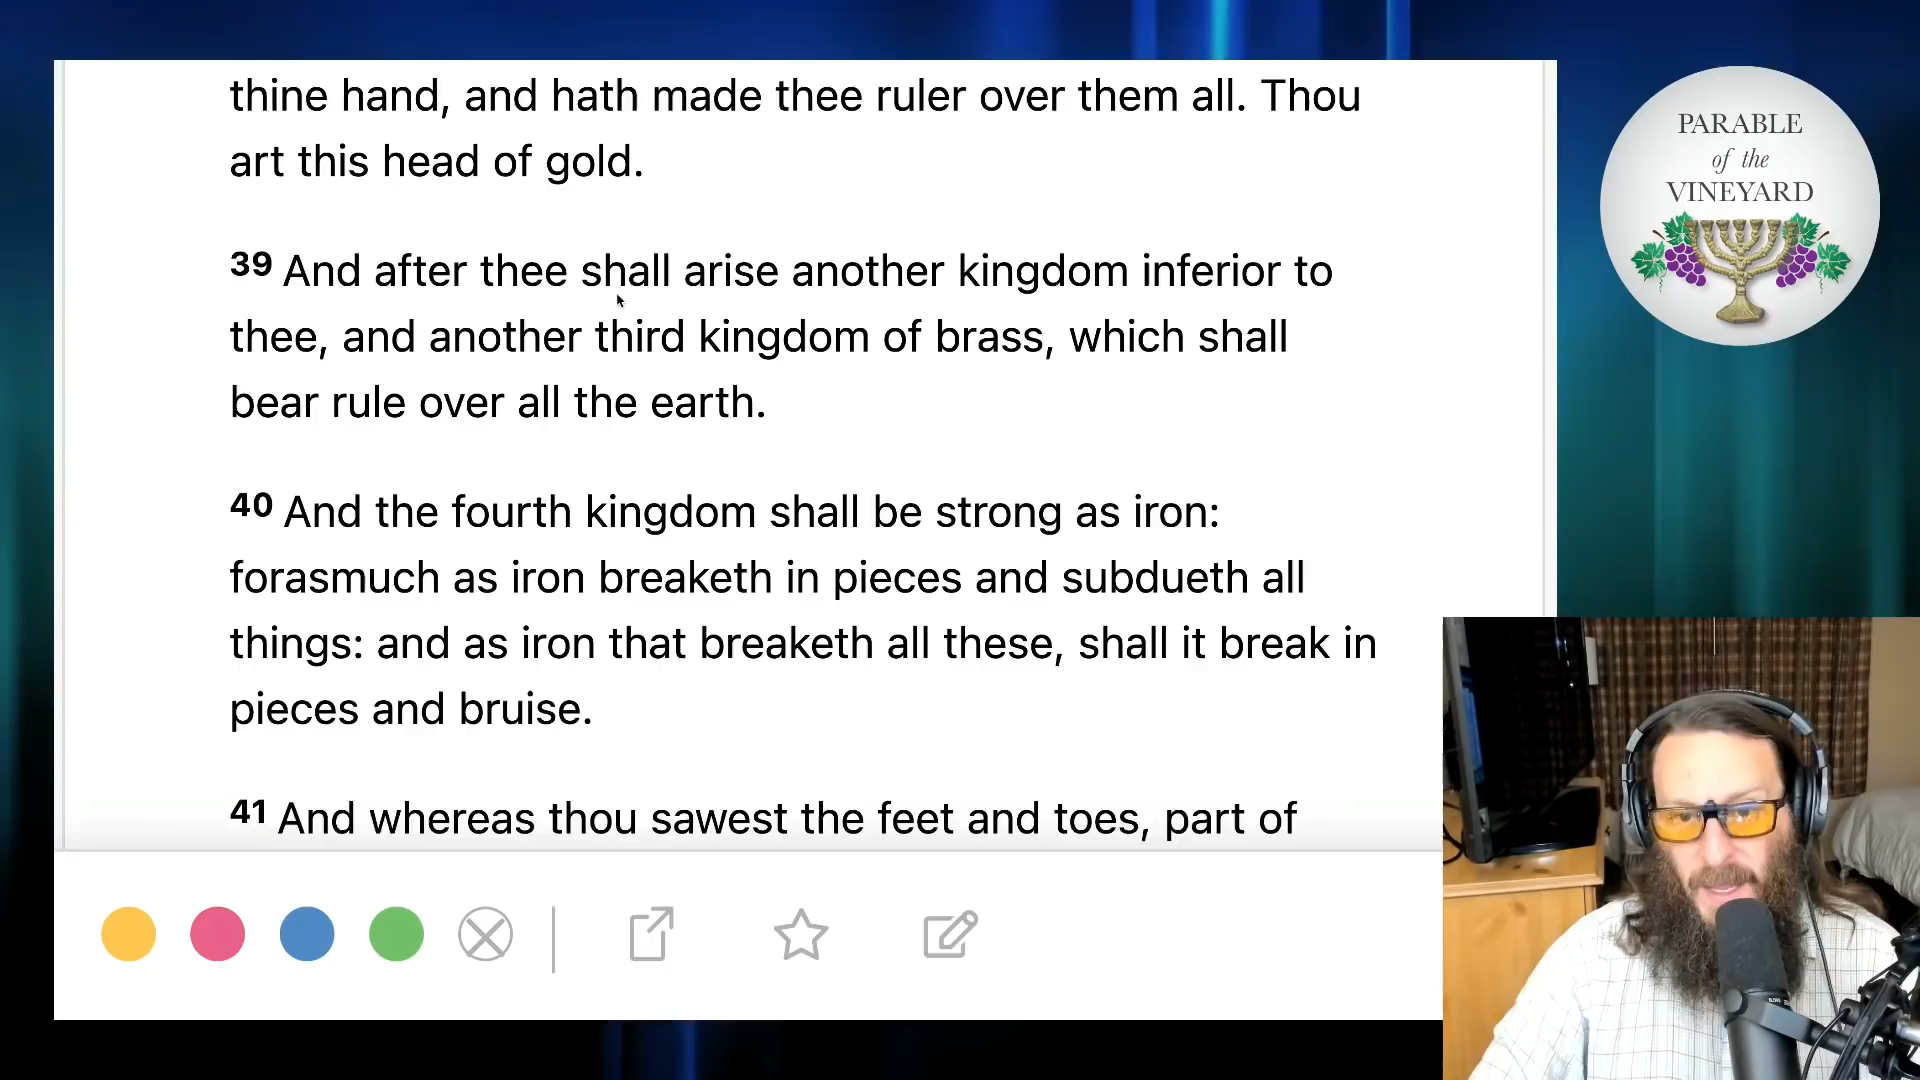 thine hand, and hath made thee ruler over them all. Thou
art this head of gold.
39 And after thee shall arise another kingdom inferior to
thee, and another third kingdom of brass, which shall
bear rule over all the earth.
40 And the fourth kingdom shall be strong as iron:
forasmuch as iron breaketh in pieces and subdueth all
things: and as iron that breaketh all these, shall it break in
pieces and bruise.
41 And whereas thou sawest the feet and toes, part of
PARABLE
of the
VINEYARD